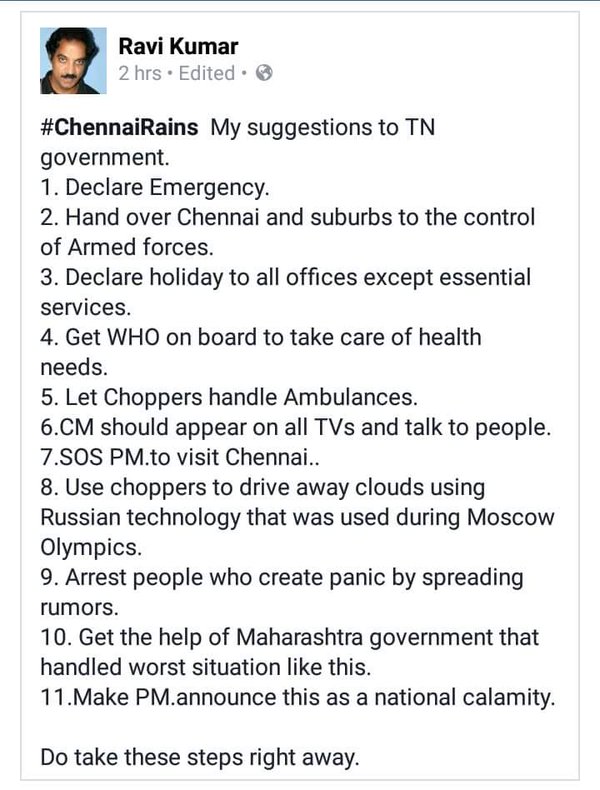 Ravi Kumar
2 hrs • Edited •
#ChennaiRains  My suggestions to TN
government.
1. Declare Emergency.
2. Hand over Chennai and suburbs to the control
of Armed forces.
3. Declare holiday to all offices except essential
services.
4. Get WHO on board to take care of health
needs.
5. Let Choppers handle Ambulances.
6.CM should appear on all TVs and talk to people.
7.SOS PM.to visit Chennai..
8. Use choppers to drive away clouds using
Russian technology that was used during Moscow
Olympics.
9. Arrest people who create panic by spreading
rumors.
10. Get the help of Maharashtra government that
handled worst situation like this.
11.Make PM.announce this as a national calamity.
Do take these steps right away.